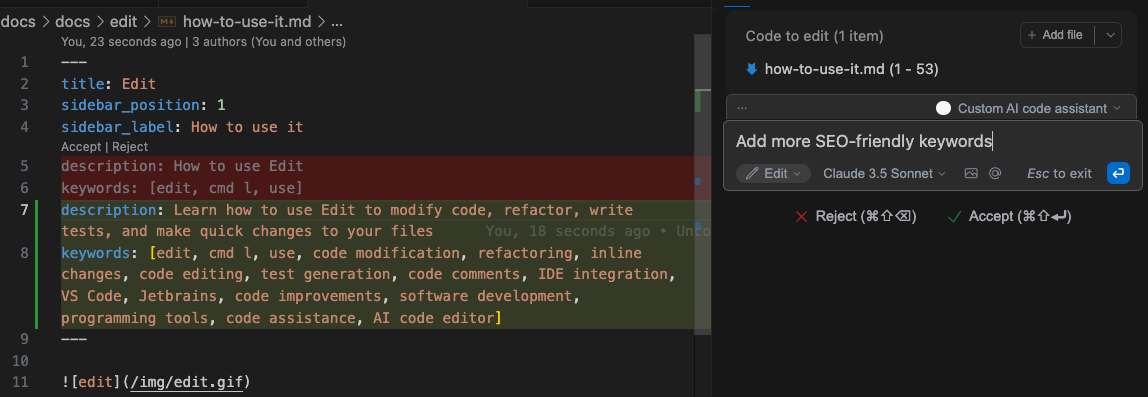 docs > docs > edit > how-to-use-it.md > ...
You, 23 seconds ago | 3 authors (You and others)
1 ---
2 title: Edit
3 sidebar_position: 1
4 sidebar_label: How to use it
Accept | Reject
5 description: How to use Edit
6 keywords: [edit, cmd l, use]
7 description: Learn how to use Edit to modify code, refactor, write
tests, and make quick changes to your files You, 18 seconds ago • Unco
8 keywords: [edit, cmd l, use, code modification, refactoring, inline
changes, code editing, test generation, code comments, IDE integration,
VS Code, Jetbrains, code improvements, software development,
programming tools, code assistance, AI code editor]
9 ---
10
11 ![edit](/img/edit.gif)
Code to edit (1 item)
+ Add file
how-to-use-it.md (1 - 53)
... Custom AI code assistant
Add more SEO-friendly keywords
Edit Claude 3.5 Sonnet @ Esc to exit
Reject (⌘⇧⌫) Accept (⌘⇧⏎)